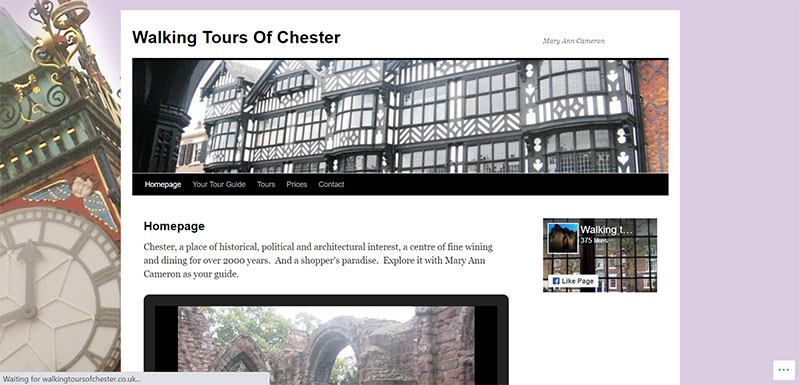 Walking Tours Of Chester
Mary Ann Cameron
Homepage Your Tour Guide Tours Prices Contact
Homepage
Chester, a place of historical, political and architectural interest, a centre of fine wining
and dining for over 2000 years. And a shopper's paradise. Explore it with Mary Ann
Cameron as your guide.
Walking t...
375 likes
Like Page
Waiting for walkingtoursofchester.co.uk...